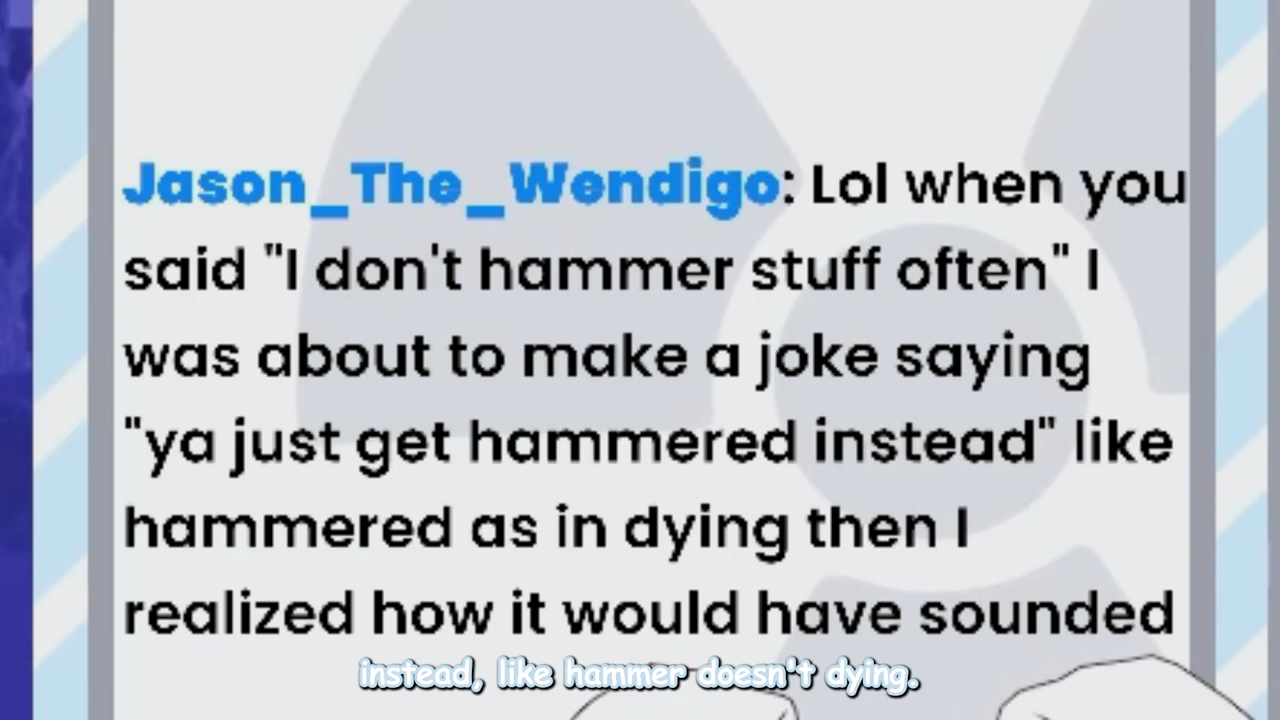 Jason_The_Wendigo: Lol when you
said "I don't hammer stuff often" I
was about to make a joke saying
"ya just get hammered instead" like
hammered as in dying then I
realized how it would have sounded
instead, like hammer doesn't dying.